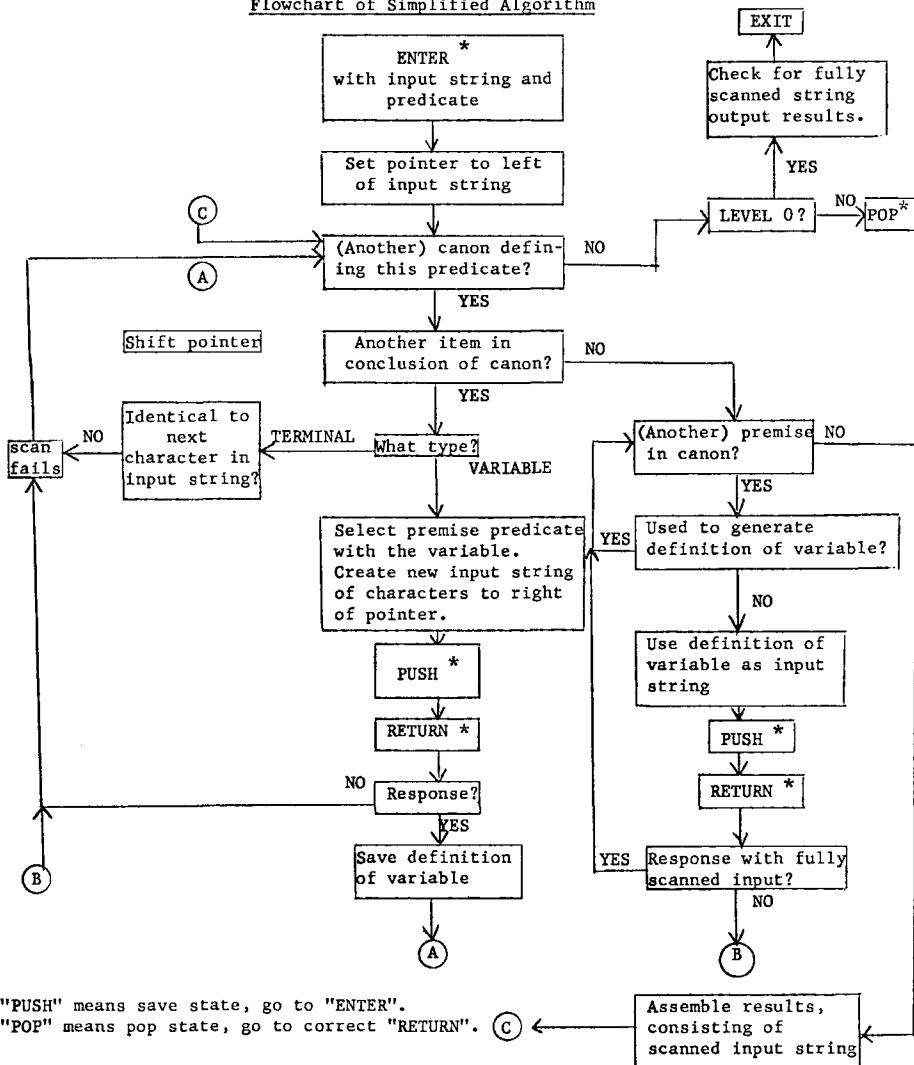 Flowchart of Simplified Algorithm
ENTER *
with input string and
predicate
Set pointer to left
of input string
C
A
(Another) canon defin-
ing this predicate?
NO
YES
EXIT
Check for fully
scanned string
output results.
YES
LEVEL 0?
NO
POP*
Shift pointer
Another item in
conclusion of canon?
NO
YES
scan
fails
NO
Identical to
next
character in
input string?
TERMINAL
What type?
VARIABLE
(Another) premise
in canon?
NO
YES
Select premise predicate
with the variable.
Create new input string
of characters to right
of pointer.
YES
Used to generate
definition of variable?
NO
PUSH *
RETURN *
NO
Response?
YES
Save definition
of variable
A
B
Use definition of
variable as input
string
PUSH *
RETURN *
YES
Response with fully
scanned input?
NO
B
"PUSH" means save state, go to "ENTER".
"POP" means pop state, go to correct "RETURN".
C
Assemble results,
consisting of
scanned input string